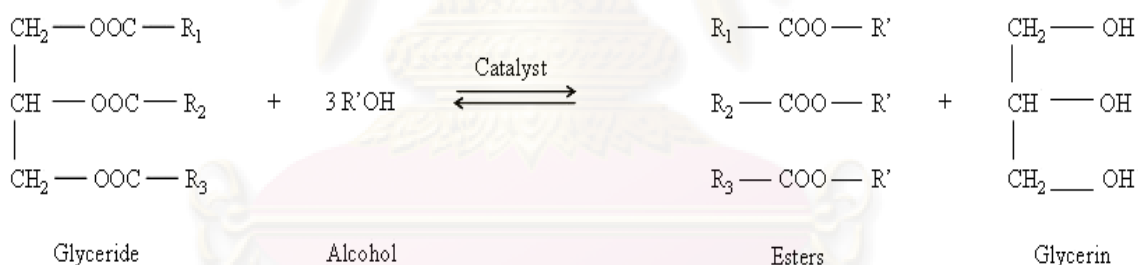 CH₂ — OOC — R₁ R₁ — COO — R’ CH₂ — OH
Catalyst
CH — OOC — R₂ + 3 R’OH ⇌ R₂ — COO — R’ + CH — OH
CH₂ — OOC — R₃ R₃ — COO — R’ CH₂ — OH
Glyceride Alcohol Esters Glycerin